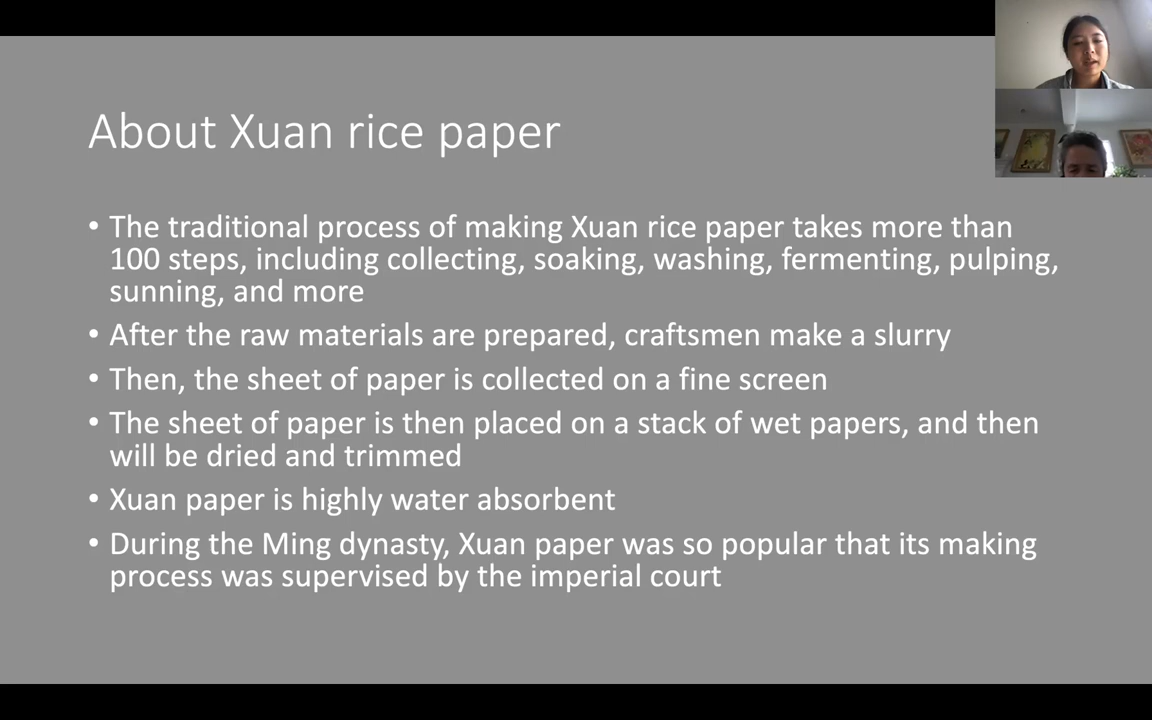 About Xuan rice paper
• The traditional process of making Xuan rice paper takes more than
100 steps, including collecting, soaking, washing, fermenting, pulping,
sunning, and more
• After the raw materials are prepared, craftsmen make a slurry
• Then, the sheet of paper is collected on a fine screen
• The sheet of paper is then placed on a stack of wet papers, and then
will be dried and trimmed
• Xuan paper is highly water absorbent
• During the Ming dynasty, Xuan paper was so popular that its making
process was supervised by the imperial court